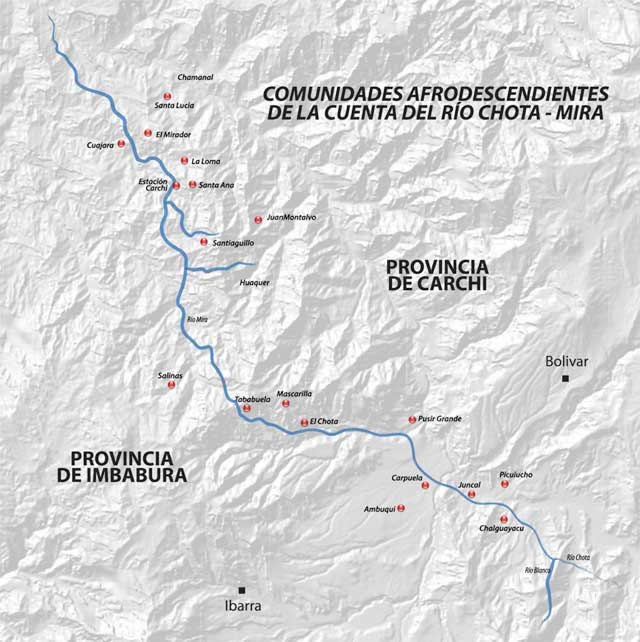 Chamanal
COMUNIDADES AFRODESCENDIENTES
DE LA CUENTA DEL RÍO CHOTA - MIRA
Santa Lucia
El Mirador
Cuajara
La Loma
Estación
Carchi
Santa Ana
JuanMontalvo
Santiaguillo
PROVINCIA
DE CARCHI
Huaquer
Río Mira
Bolivar
Salinas
Mascarilla
Tababuela
El Chota
Pusir Grande
PROVINCIA
DE IMBABURA
Carpuela
Juncal
Piculucho
Ambuqui
Chalguayacu
Río Chota
Río Blanco
Ibarra